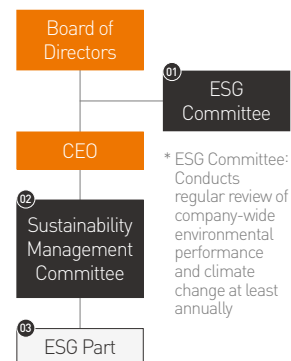 Board of
Directors
01
ESG
Committee
CEO
* ESG Committee:
Conducts
regular review of
company-wide
environmental
performance
and climate
change at least
annually
02
Sustainability
Management
Committee
03
ESG Part